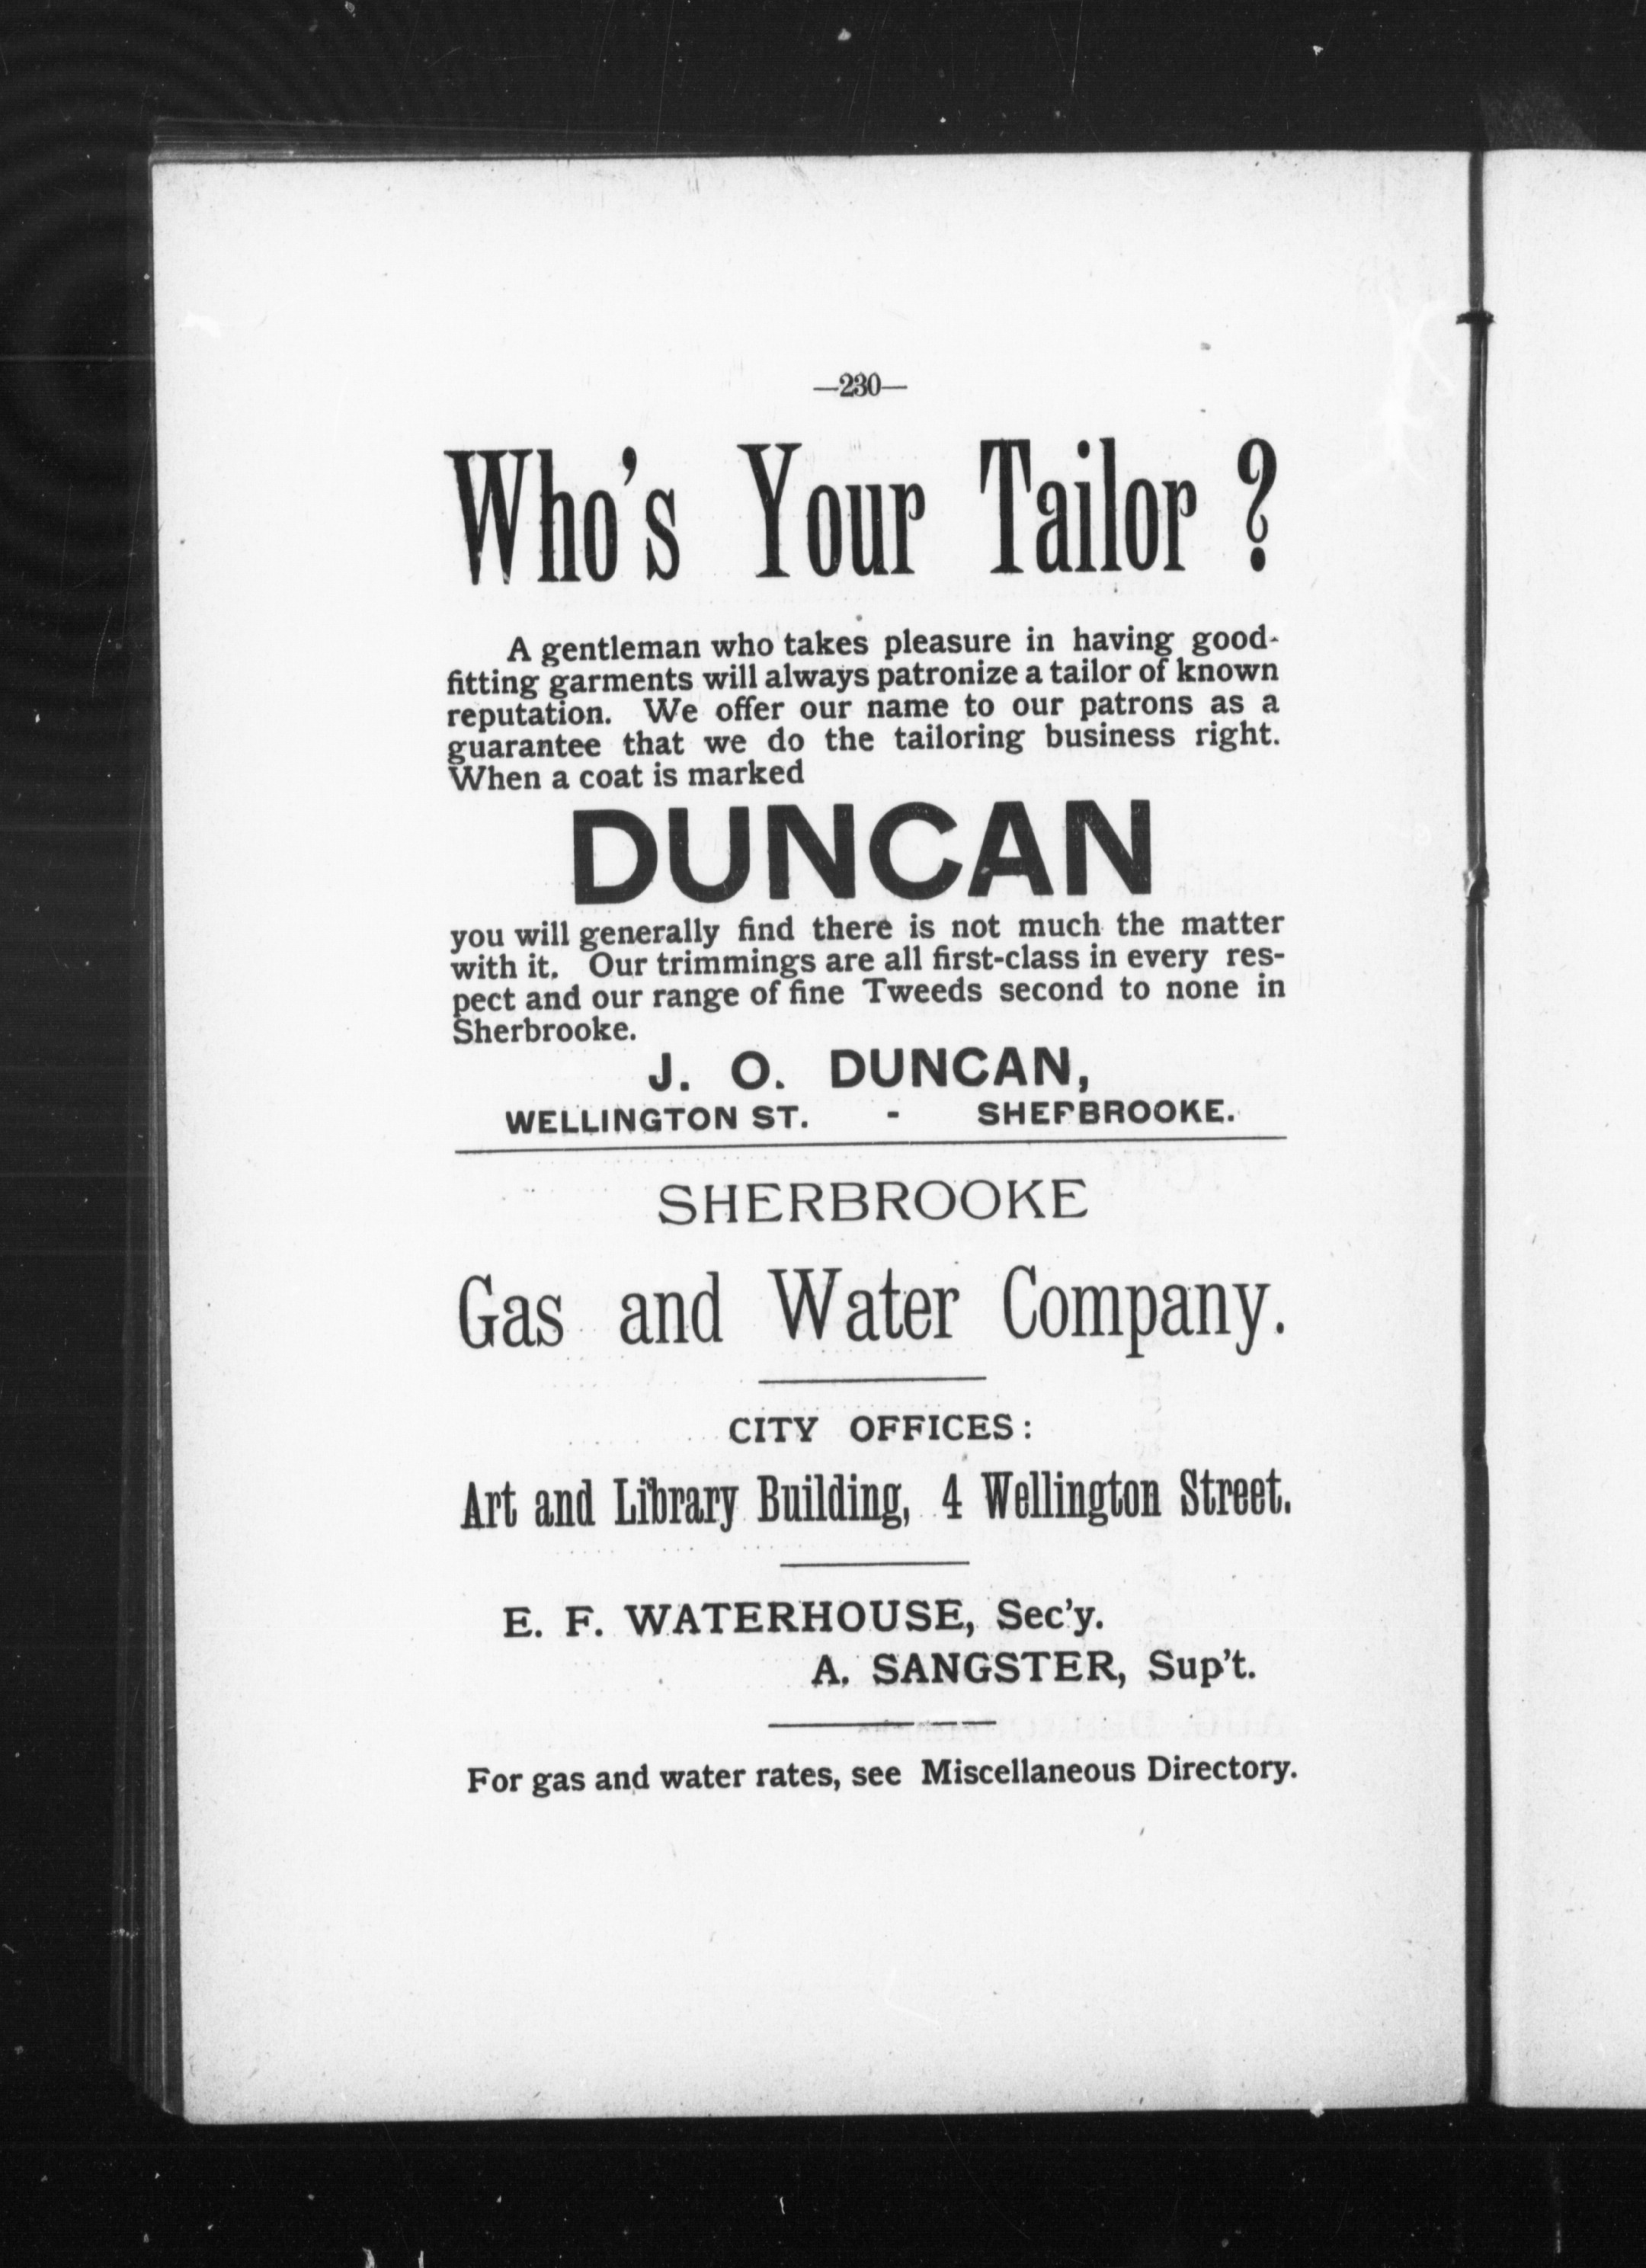 —230—
Who's Your Tailor ?
A gentleman who takes pleasure in having good-
fitting garments will always patronize a tailor of known
reputation. We offer our name to our patrons as a
guarantee that we do the tailoring business right.
When a coat is marked
DUNCAN
you will generally find there is not much the matter
with it. Our trimmings are all first-class in every res-
pect and our range of fine Tweeds second to none in
Sherbrooke.
J. O. DUNCAN,
WELLINGTON ST. - SHERBROOKE.
SHERBROOKE
Gas and Water Company.
CITY OFFICES:
Art and Library Building, 4 Wellington Street.
E. F. WATERHOUSE, Sec'y.
A. SANGSTER, Sup't.
For gas and water rates, see Miscellaneous Directory.